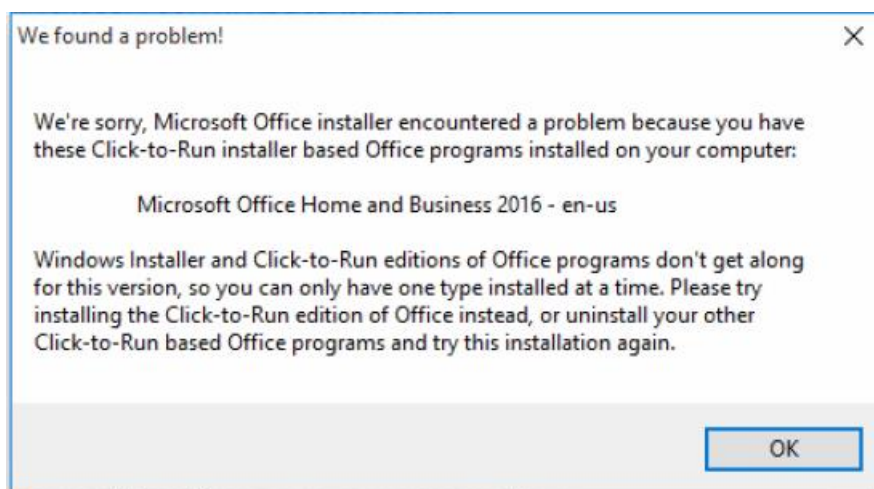 We found a problem!
We're sorry, Microsoft Office installer encountered a problem because you have
these Click-to-Run installer based Office programs installed on your computer:
Microsoft Office Home and Business 2016 - en-us
Windows Installer and Click-to-Run editions of Office programs don't get along
for this version, so you can only have one type installed at a time. Please try
installing the Click-to-Run edition of Office instead, or uninstall your other
Click-to-Run based Office programs and try this installation again.
OK